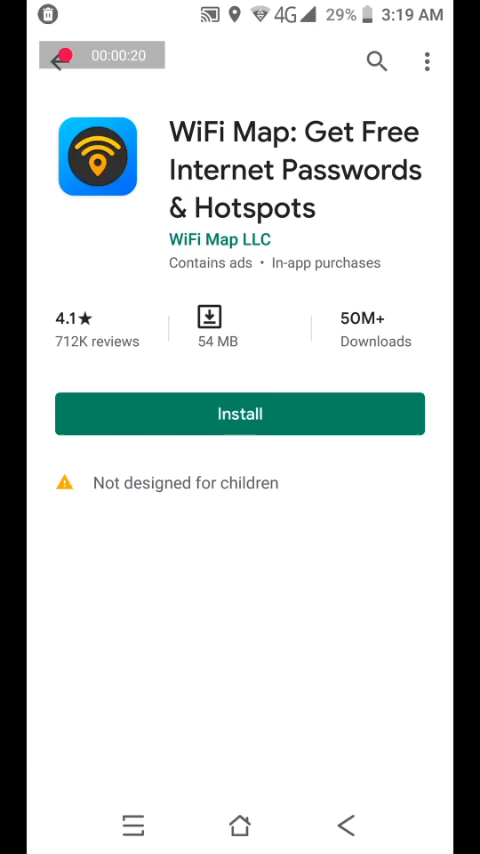 4G 29% 3:19 AM
00:00:20
WiFi Map: Get Free
Internet Passwords
& Hotspots
WiFi Map LLC
Contains ads • In-app purchases
4.1★ 50M+
712K reviews 54 MB Downloads
Install
Not designed for children